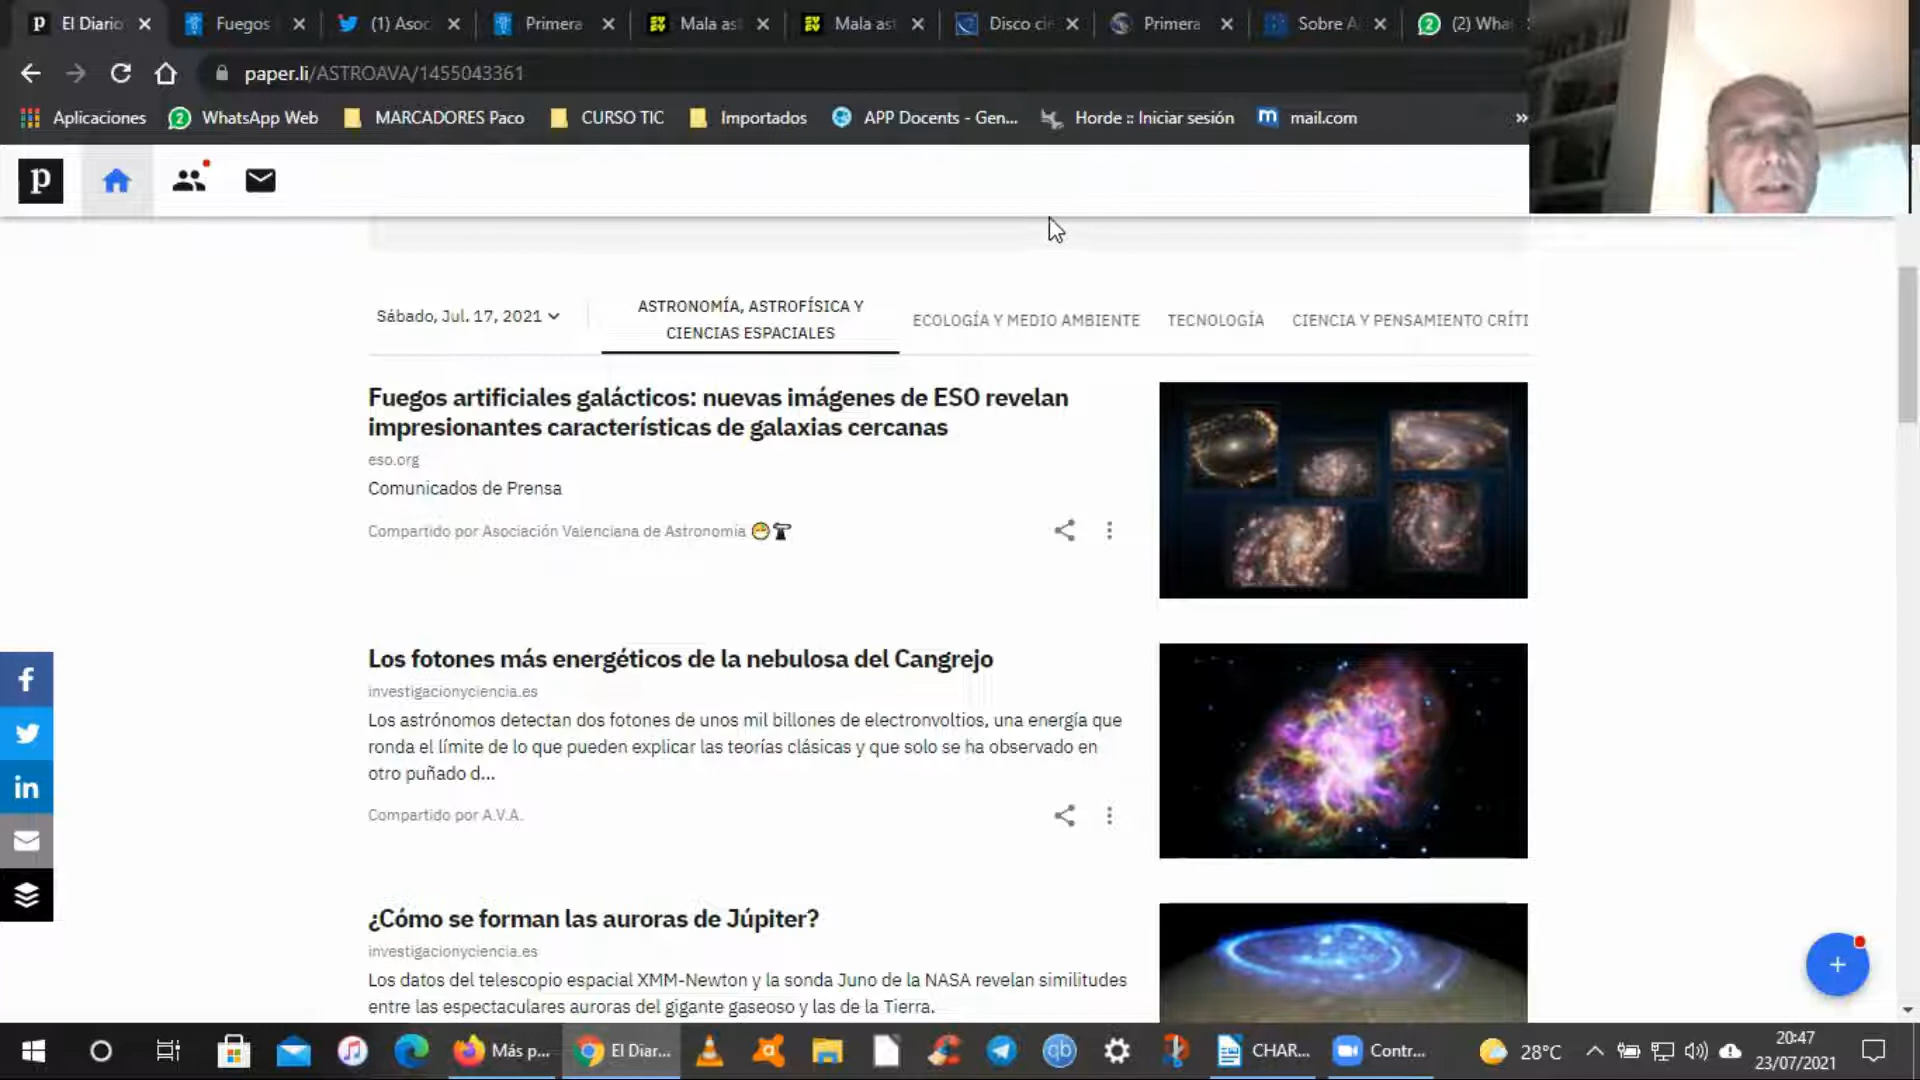 El Diario
Fuegos
(1) Asoc
Primera
Mala as
Mala as
Disco ci
Primera
Sobre A
(2) Wha
paper.li/ASTROAVA/1455043361
Aplicaciones
WhatsApp Web
MARCADORES Paco
CURSO TIC
Importados
APP Docents - Gen...
Horde :: Iniciar sesión
mail.com
Sábado, Jul. 17, 2021
ASTRONOMÍA, ASTROFÍSICA Y
CIENCIAS ESPACIALES
ECOLOGÍA Y MEDIO AMBIENTE
TECNOLOGÍA
CIENCIA Y PENSAMIENTO CRÍTI
Fuegos artificiales galácticos: nuevas imágenes de ESO revelan
impresionantes características de galaxias cercanas
eso.org
Comunicados de Prensa
Compartido por Asociación Valenciana de Astronomia
Los fotones más energéticos de la nebulosa del Cangrejo
investigacionyciencia.es
Los astrónomos detectan dos fotones de unos mil billones de electronvoltios, una energía que
ronda el límite de lo que pueden explicar las teorías clásicas y que solo se ha observado en
otro puñado d...
Compartido por A.V.A.
¿Cómo se forman las auroras de Júpiter?
investigacionyciencia.es
Los datos del telescopio espacial XMM-Newton y la sonda Juno de la NASA revelan similitudes
entre las espectaculares auroras del gigante gaseoso y las de la Tierra.
Más p...
El Diar...
CHAR...
Contr...
28°C
20:47
23/07/2021